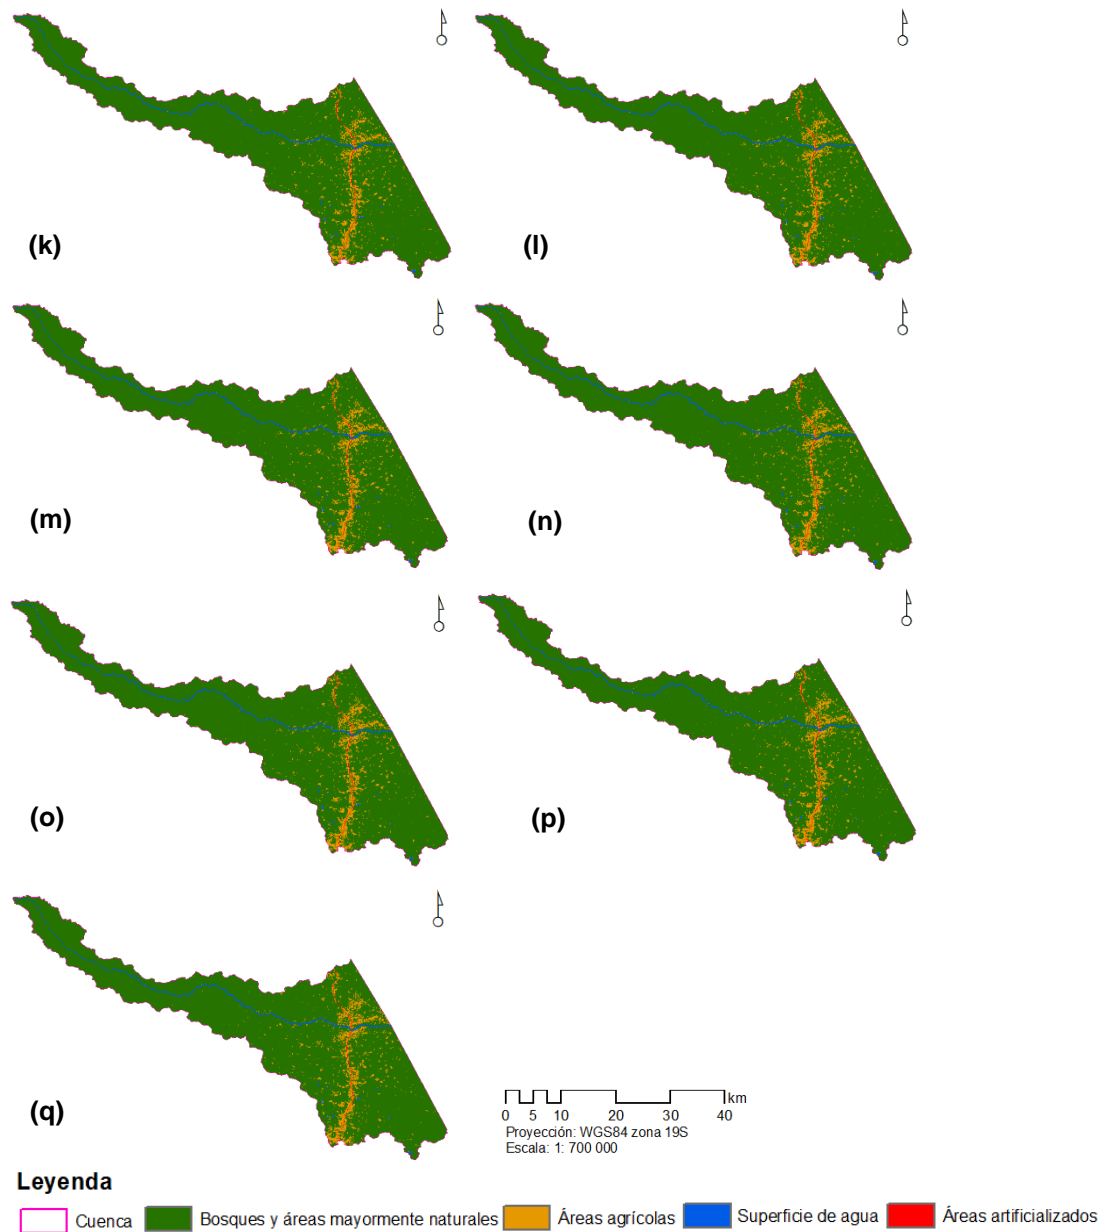 (k)
(l)
(m)
(n)
(o)
(p)
(q)
km
0 5 10 20 30 40
Proyección: WGS84 zona 19S
Escala: 1: 700 000
Leyenda
Cuenca Bosques y áreas mayormente naturales Áreas agrícolas Superficie de agua Áreas artificializados